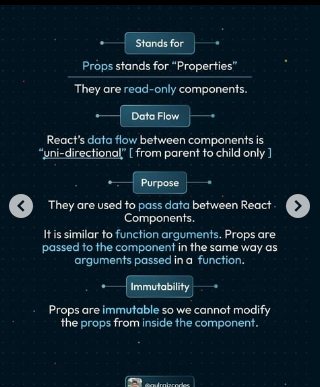 Stands for
Props stands for “Properties”
They are read-only components.
Data Flow
React's data flow between components is
“uni-directional” [ from parent to child only ]
Purpose
They are used to pass data between React
Components.
It is similar to function arguments. Props are
passed to the component in the same way as
arguments passed in a function.
Immutability
Props are immutable so we cannot modify
the props from inside the component.